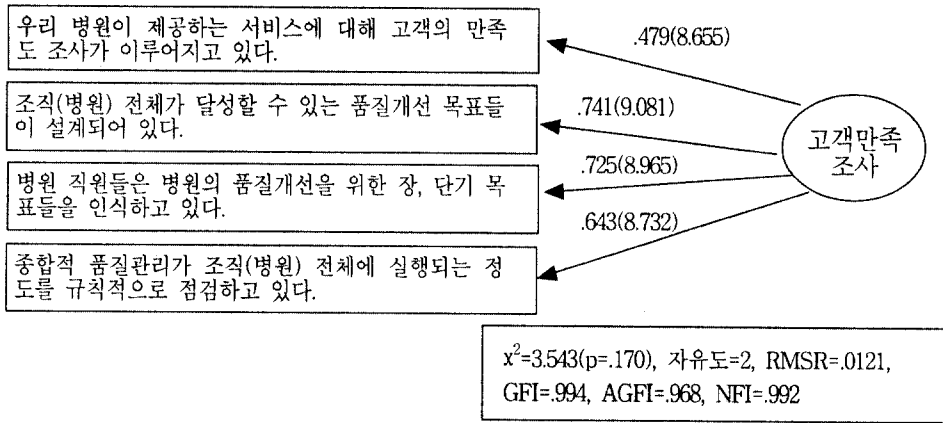 우리 병원이 제공하는 서비스에 대해 고객의 만족
도 조사가 이루어지고 있다.
.479(8.655)
조직(병원) 전체가 달성할 수 있는 품질개선 목표들
이 설계되어 있다.
.741(9.081)
고객만족
조사
병원 직원들은 병원의 품질개선을 위한 장, 단기 목
표들을 인식하고 있다.
.725(8.965)
.643(8.732)
종합적 품질관리가 조직(병원) 전체에 실행되는 정
도를 규칙적으로 점검하고 있다.
x²=3.543(p=.170), 자유도=2, RMSR=.0121,
GFI=.994, AGFI=.968, NFI=.992